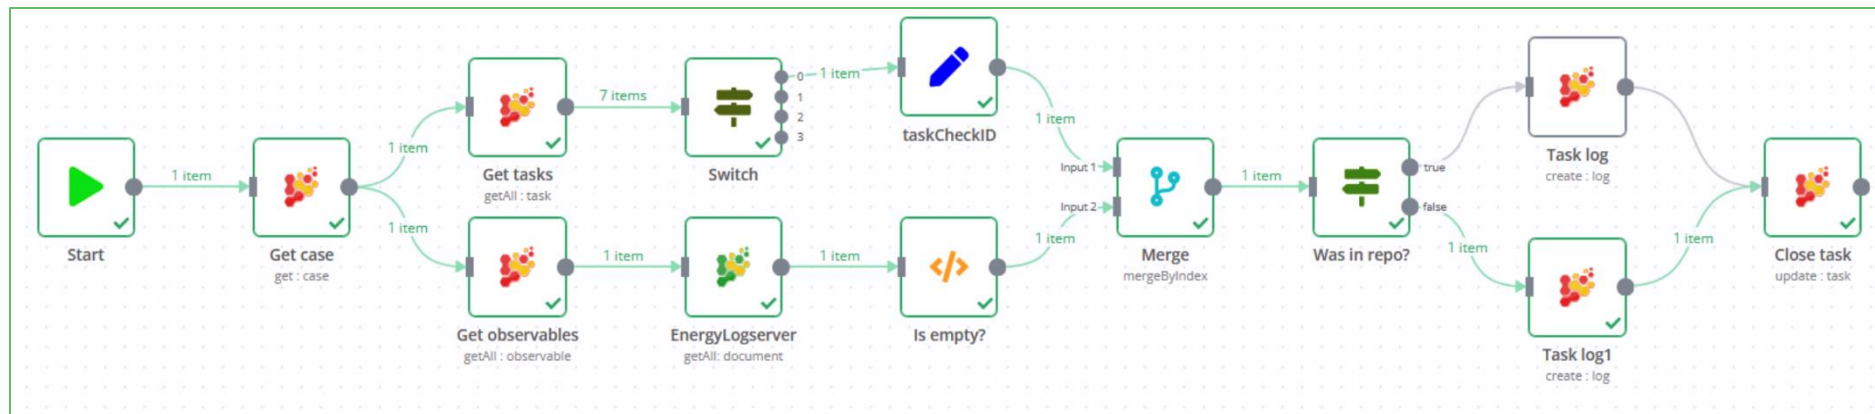 Start
1 item
Get case
get : case
1 item
1 item
Get tasks
getAll : task
7 items
Switch
0
1
2
3
1 item
taskCheckID
1 item
Get observables
getAll : observable
1 item
EnergyLogserver
getAll: document
1 item
Is empty?
1 item
Input 1
Input 2
Merge
mergeByIndex
1 item
Was in repo?
true
false
Task log
create : log
1 item
Task log1
create : log
1 item
Close task
update : task